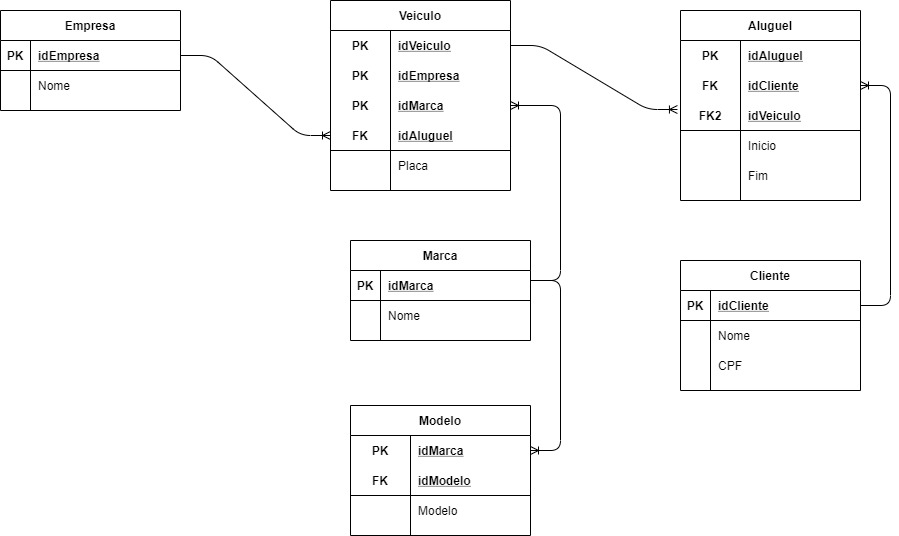 Empresa
PK idEmpresa
Nome
Veiculo
PK idVeiculo
PK idEmpresa
PK idMarca
FK idAluguel
Placa
Aluguel
PK idAluguel
FK idCliente
FK2 idVeiculo
Inicio
Fim
Marca
PK idMarca
Nome
Cliente
PK idCliente
Nome
CPF
Modelo
PK idMarca
FK idModelo
Modelo